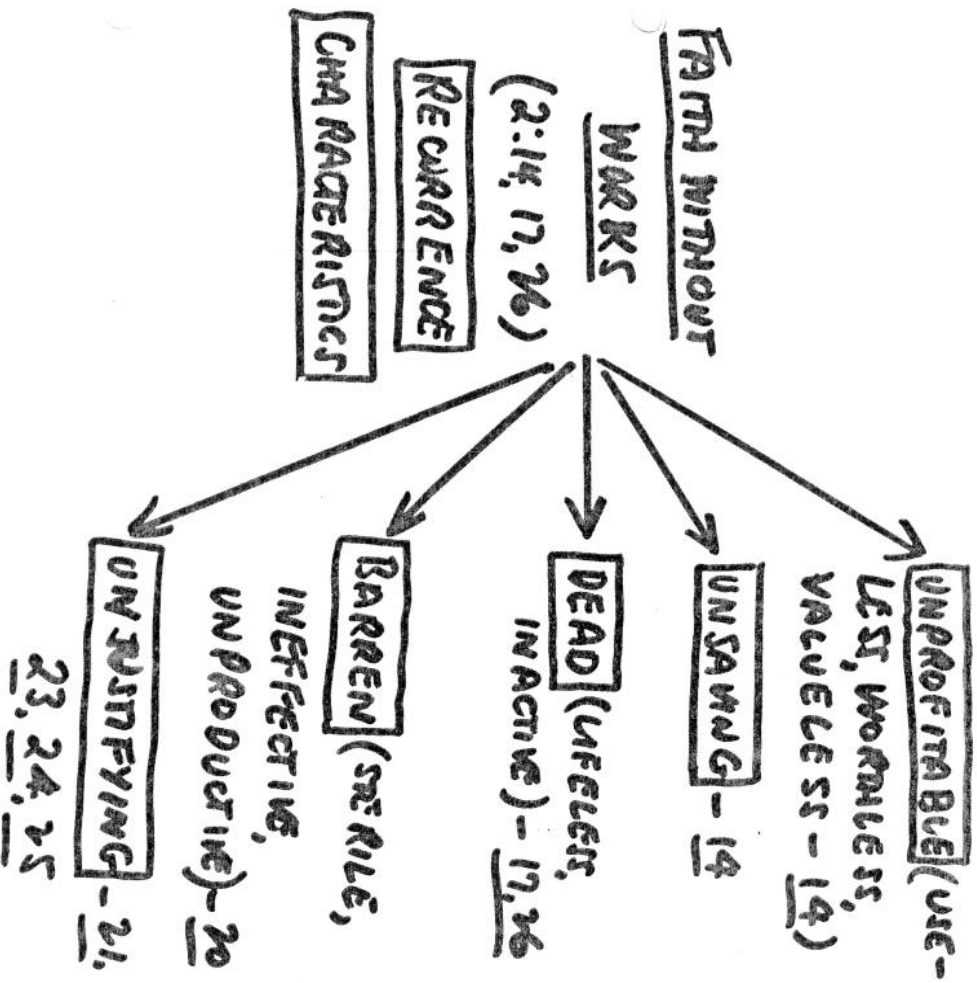 FAITH WITHOUT
WORKS
(2:14, 17, 26)
RECURRENCE
CHARACTERISTICS
UNPROFITABLE (USE-
LESS, WORTHLESS,
VALUELESS - 14)
UNSAVING - 14
DEAD (LIFELESS,
INACTIVE) - 17, 26
BARREN (STERILE,
INEFFECTIVE,
UNPRODUCTIVE) - 20
UNJUSTIFYING - 21,
23, 24, 25